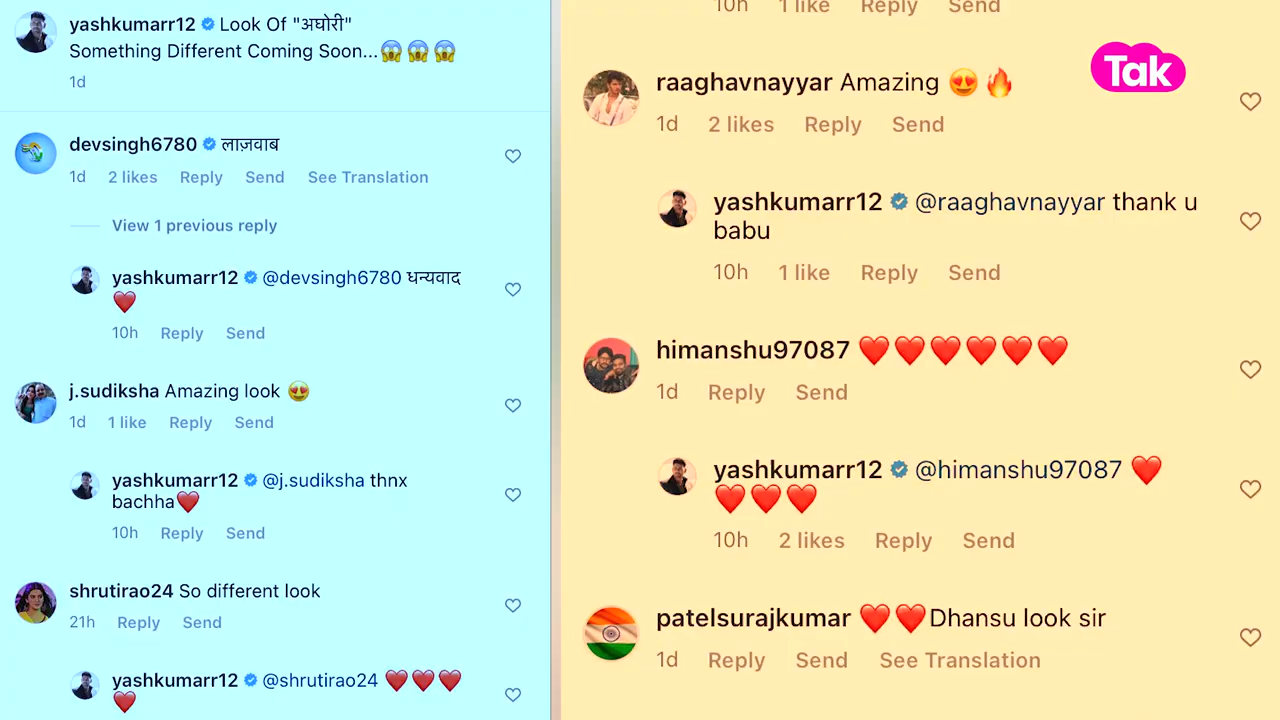 yashkumarr12 Look Of "अघोरी"
Something Different Coming Soon...😱😱😱
1d
devsingh6780 लाज़वाब
1d 2 likes Reply Send See Translation
View 1 previous reply
yashkumarr12 @devsingh6780 धन्यवाद
❤️
10h Reply Send
j.sudiksha Amazing look 😍
1d 1 like Reply Send
yashkumarr12 @j.sudiksha thnx
bachha❤️
10h Reply Send
shrutirao24 So different look
21h Reply Send
yashkumarr12 @shrutirao24 ❤️❤️❤️
❤️
10h 1 like Reply Send
Tak
raaghavnayyar Amazing 😍🔥
1d 2 likes Reply Send
yashkumarr12 @raaghavnayyar thank u
babu
10h 1 like Reply Send
himanshu97087 ❤️❤️❤️❤️❤️❤️
1d Reply Send
yashkumarr12 @himanshu97087 ❤️
❤️❤️❤️
10h 2 likes Reply Send
patelsurajkumar ❤️❤️Dhansu look sir
1d Reply Send See Translation